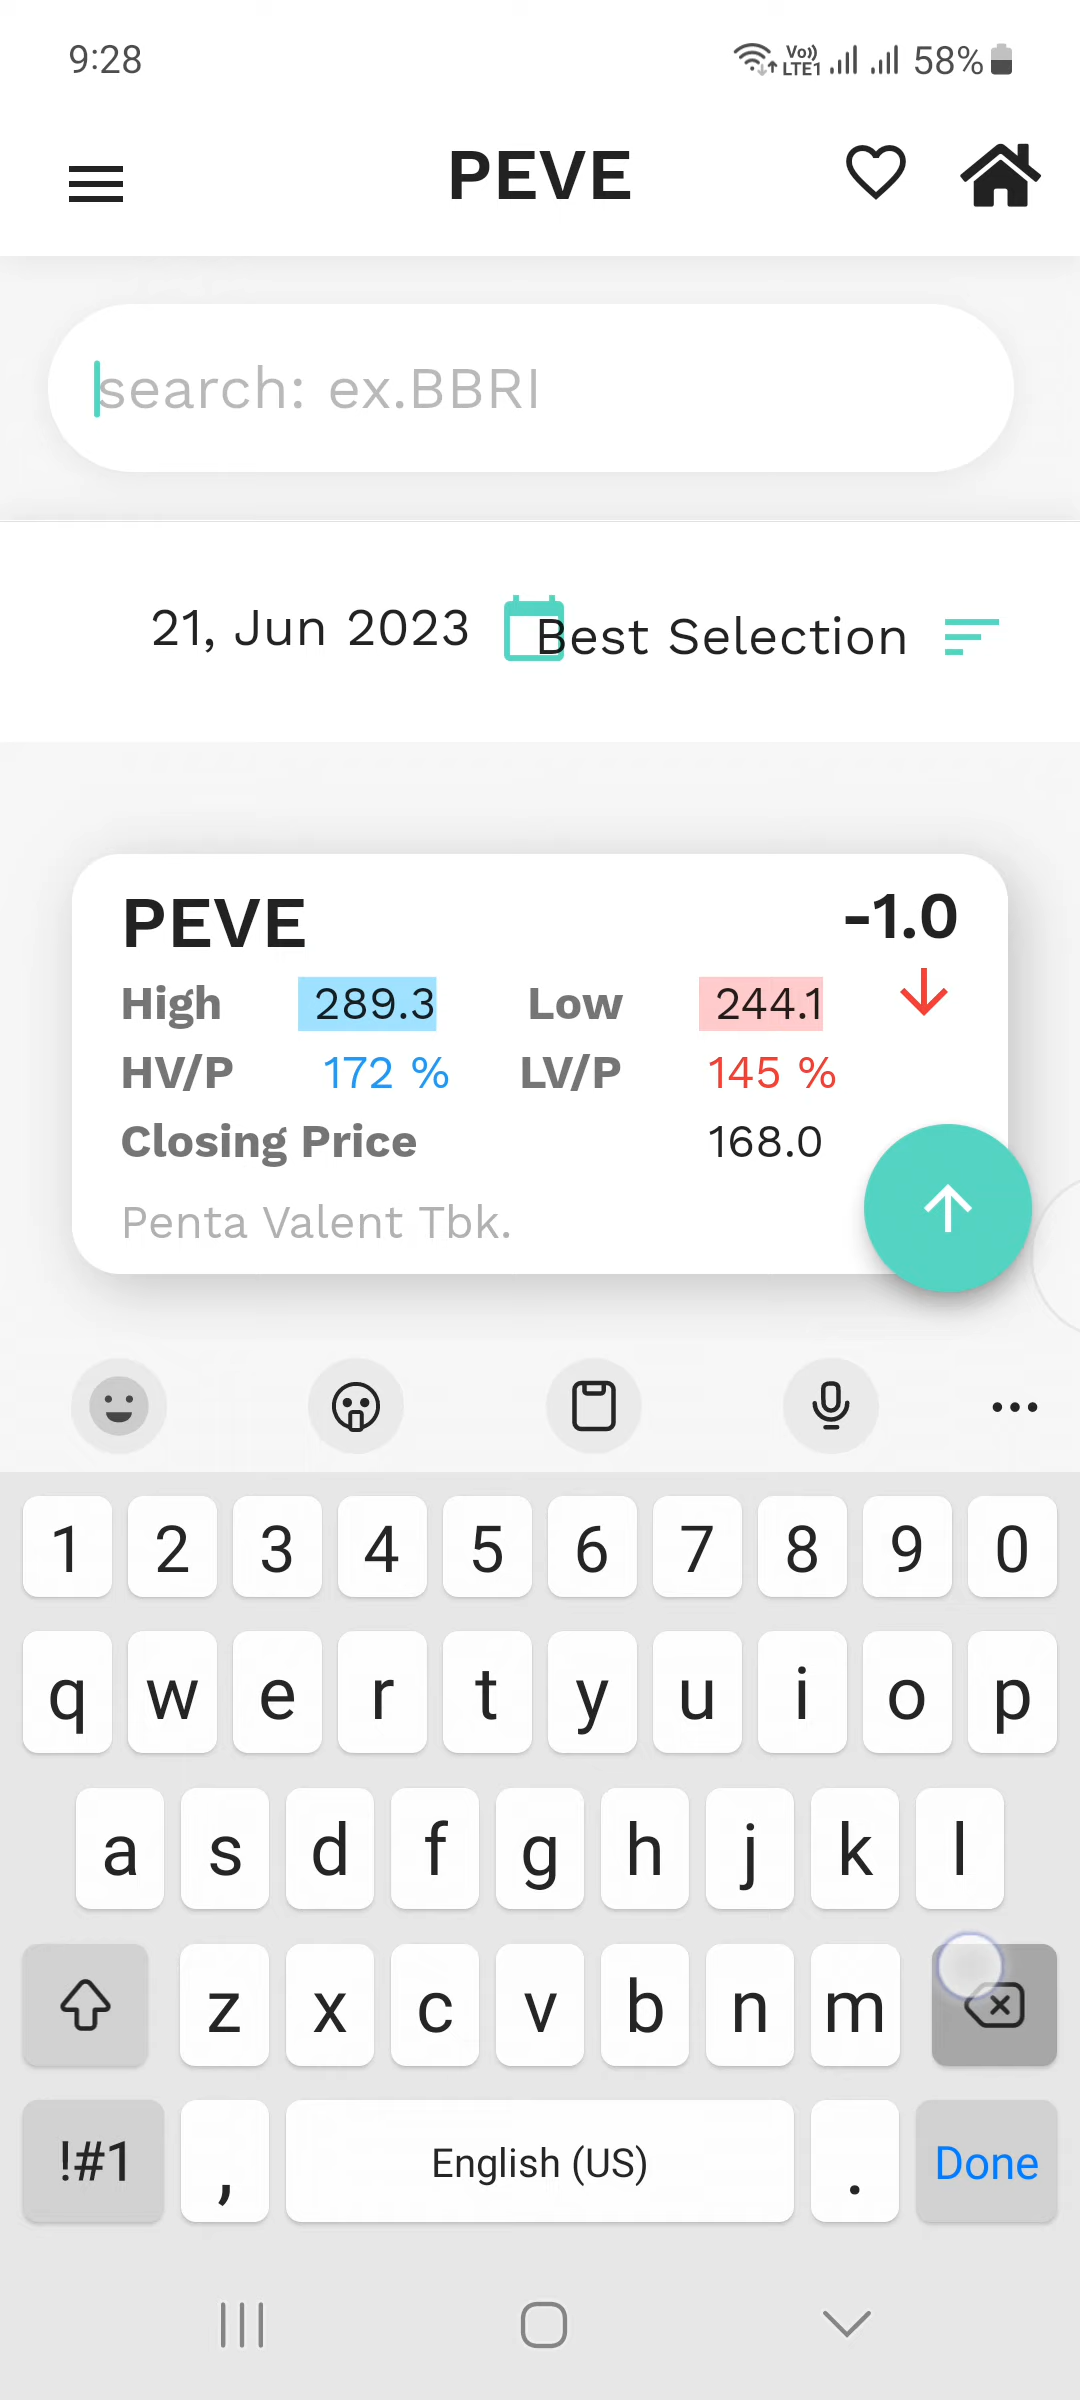 9:28 Vo)) LTE1 58%
PEVE
search: ex.BBRI
21, Jun 2023 Best Selection
PEVE -1.0
High 289.3 Low 244.1
HV/P 172 % LV/P 145 %
Closing Price 168.0
Penta Valent Tbk.
1 2 3 4 5 6 7 8 9 0
q w e r t y u i o p
a s d f g h j k l
z x c v b n m
!#1 , English (US) . Done